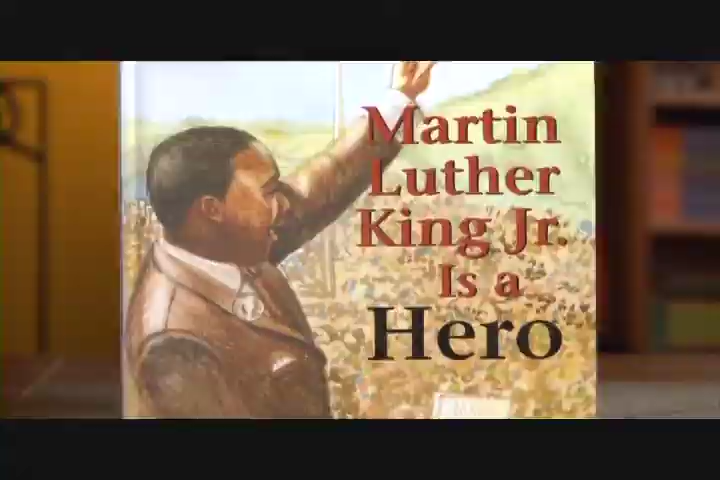 Martin
Luther
King Jr.
Is a
Hero